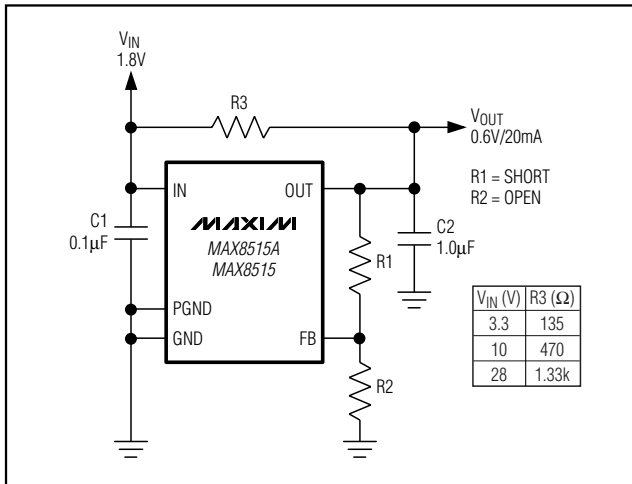 VIN
1.8V
R3
VOUT
0.6V/20mA
R1 = SHORT
R2 = OPEN
IN
OUT
C1
0.1µF
MAXIM
MAX8515A
MAX8515
R1
C2
1.0µF
PGND
GND
FB
R2
VIN (V) R3 (Ω)
3.3 135
10 470
28 1.33k